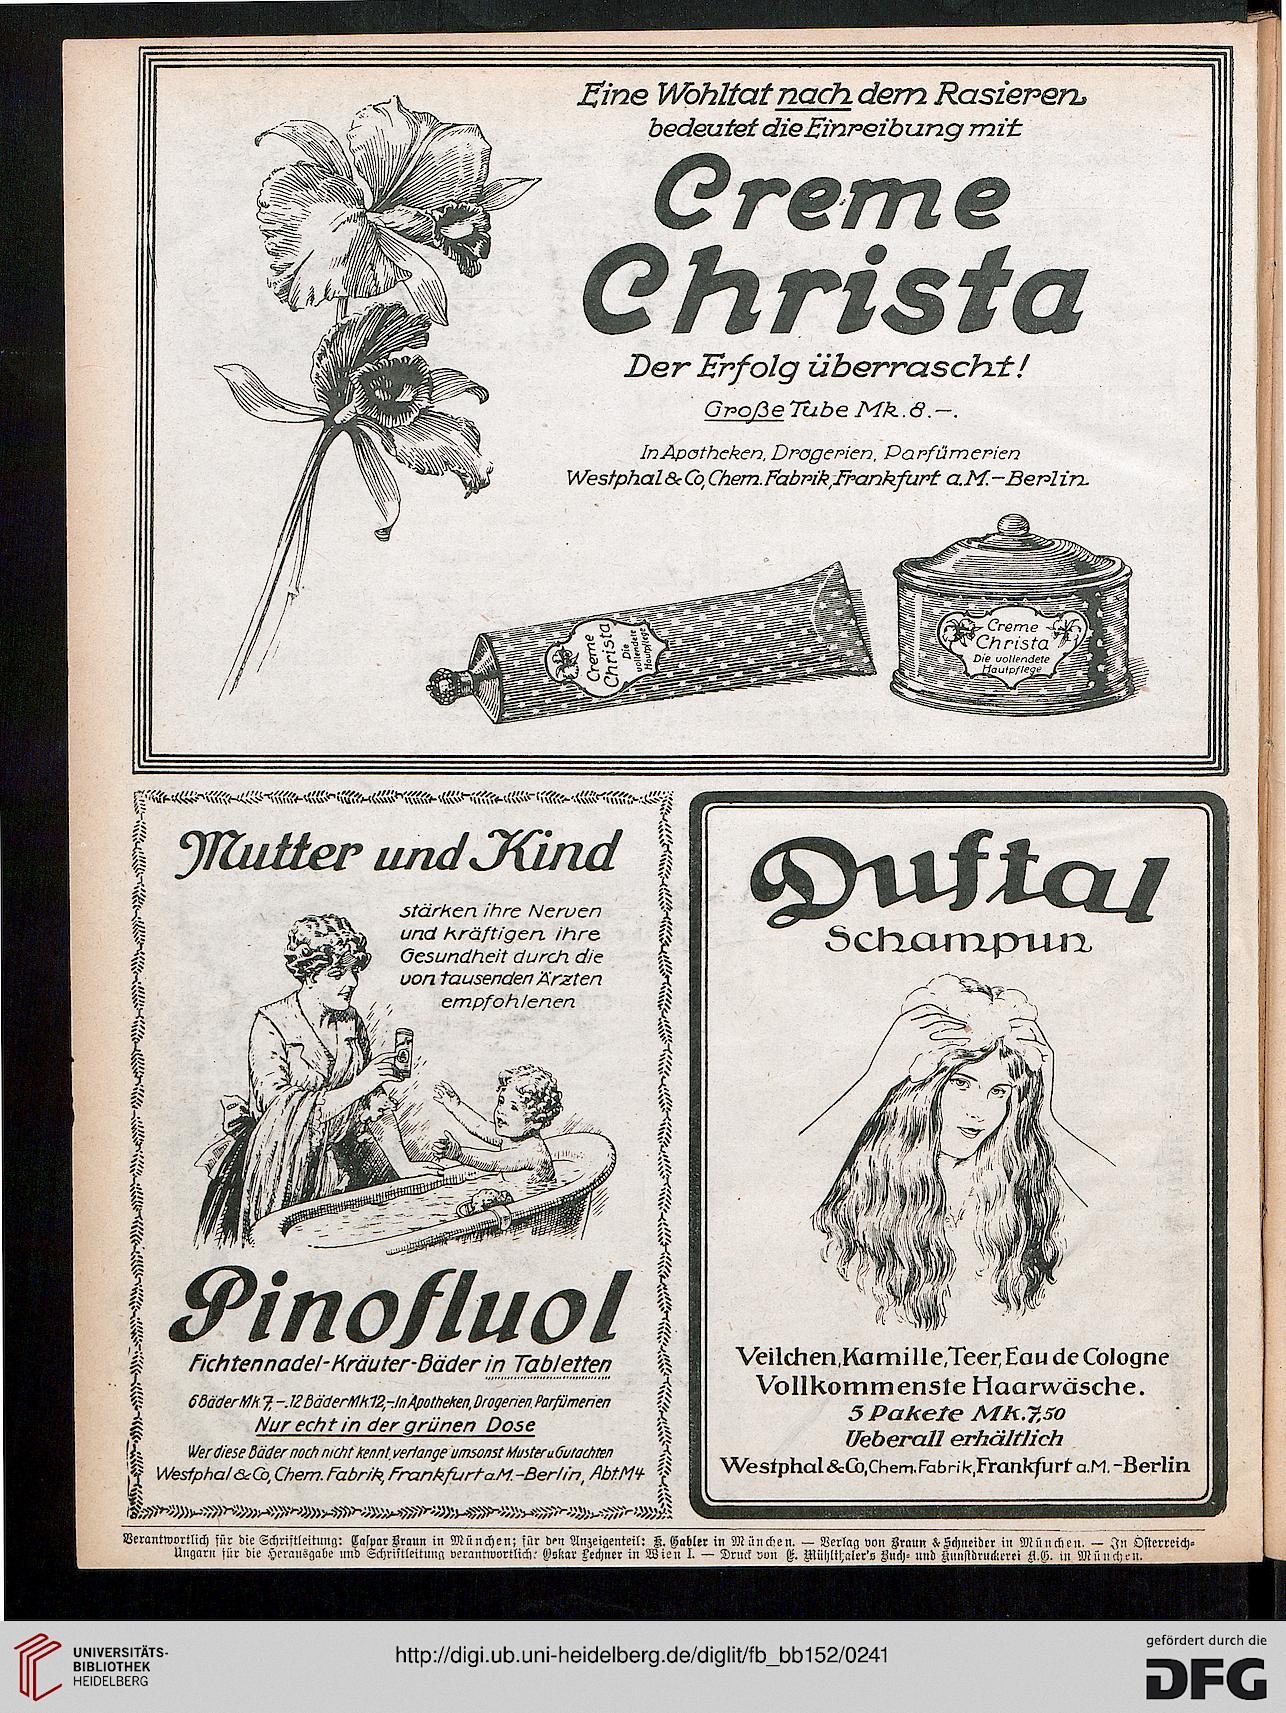 Eine Wohltat nach dem Rasieren,
bedeutet die Einreibung mit
Creme
Christa
Der Erfolg überrascht!
Große Tube Mk. 8.–.
In Apotheken, Drogerien, Parfümerien
Westphal & Co, Chem. Fabrik, Frankfurt a.M.–Berlin.
Creme
Christa
Die
vollendete
Hautpflege
Creme
Christa
Die vollendete
Hautpflege
Mutter und Kind
stärken ihre Nerven
und kräftigen ihre
Gesundheit durch die
von tausenden Ärzten
empfohlenen
Pinofluol
Fichtennadel-Kräuter-Bäder in Tabletten
6 Bäder Mk 7,–. 12 Bäder Mk 12,– In Apotheken, Drogerien, Parfümerien
Nur echt in der grünen Dose
Wer diese Bäder noch nicht kennt, verlange umsonst Muster u. Gutachten
Westphal & Co, Chem. Fabrik, Frankfurt a.M.-Berlin, Abt M4
Duftal
Schampun
Veilchen, Kamille, Teer, Eau de Cologne
Vollkommenste Haarwäsche.
5 Pakete Mk. 7,50
Ueberall erhältlich
Westphal & Co, Chem. Fabrik, Frankfurt a.M.-Berlin
Verantwortlich für die Schriftleitung: Caspar Braun in München; für den Anzeigenteil: K. Gabler in München. — Verlag von Braun & Schneider in München. — In Österreich-
Ungarn für die Herausgabe und Schriftleitung verantwortlich: Oskar Lechner in Wien I. — Druck von E. Mühlthaler's Buch- und Kunstdruckerei A.G. in München.
UNIVERSITÄTS-
BIBLIOTHEK
HEIDELBERG
http://digi.ub.uni-heidelberg.de/diglit/fb_bb152/0241
gefördert durch die
DFG